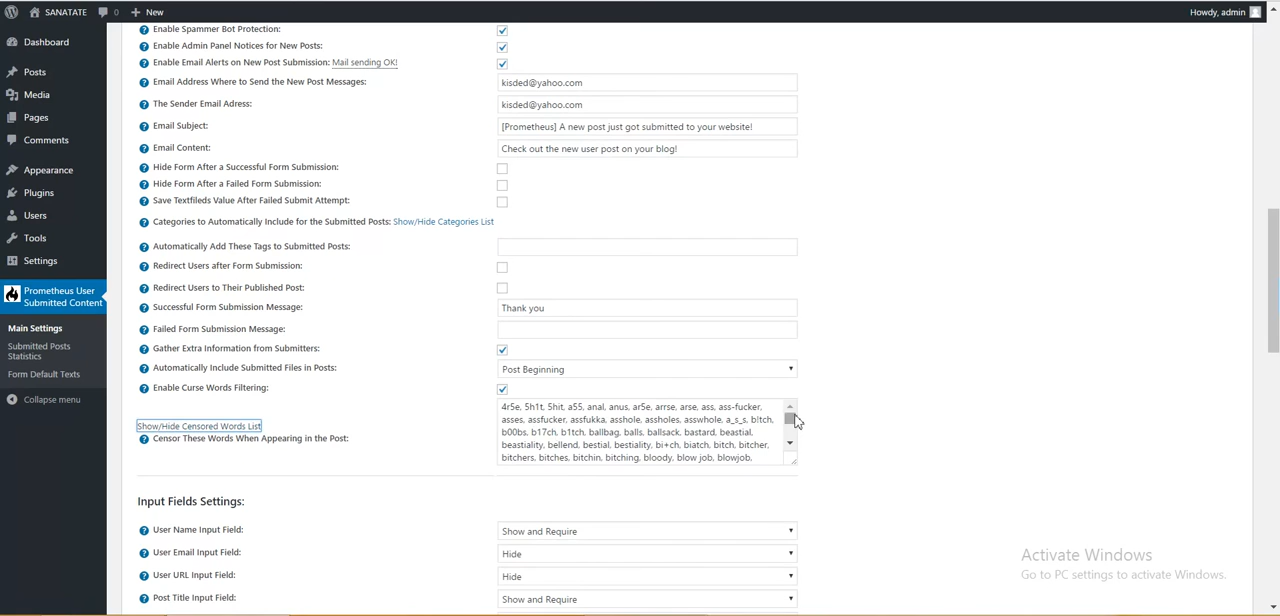 SANATATE 0 + New Howdy, admin
Dashboard
Posts
Media
Pages
Comments
Appearance
Plugins
Users
Tools
Settings
Prometheus User
Submitted Content
Main Settings
Submitted Posts
Statistics
Form Default Texts
Collapse menu
Enable Spammer Bot Protection:
Enable Admin Panel Notices for New Posts:
Enable Email Alerts on New Post Submission: Mail sending OK!
Email Address Where to Send the New Post Messages: kisded@yahoo.com
The Sender Email Adress: kisded@yahoo.com
Email Subject: [Prometheus] A new post just got submitted to your website!
Email Content: Check out the new user post on your blog!
Hide Form After a Successful Form Submission:
Hide Form After a Failed Form Submission:
Save Textfileds Value After Failed Submit Attempt:
Categories to Automatically Include for the Submitted Posts: Show/Hide Categories List
Automatically Add These Tags to Submitted Posts:
Redirect Users after Form Submission:
Redirect Users to Their Published Post:
Successful Form Submission Message: Thank you
Failed Form Submission Message:
Gather Extra Information from Submitters:
Automatically Include Submitted Files in Posts: Post Beginning
Enable Curse Words Filtering:
4r5e, 5h1t, 5hit, a55, anal, anus, ar5e, arrse, arse, ass, ass-fucker,
asses, assfucker, assfukka, asshole, assholes, asswhole, a_s_s, b!tch,
b00bs, b17ch, b1tch, ballbag, balls, ballsack, bastard, beastial,
beastiality, bellend, bestial, bestiality, bi+ch, biatch, bitch, bitcher,
bitchers, bitches, bitchin, bitching, bloody, blow job, blowjob,
Show/Hide Censored Words List
Censor These Words When Appearing in the Post:
Input Fields Settings:
User Name Input Field: Show and Require
User Email Input Field: Hide
User URL Input Field: Hide
Post Title Input Field: Show and Require
Activate Windows
Go to PC settings to activate Windows.